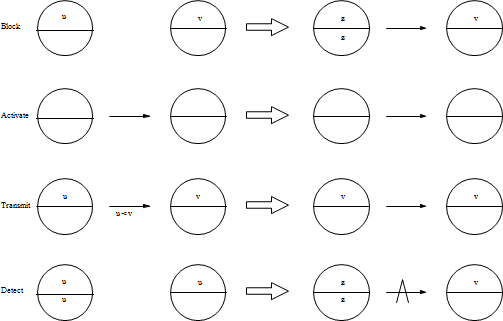 Block u v z v
z
Activate
Transmit u v v v
u<v
Detect u u z v
u z